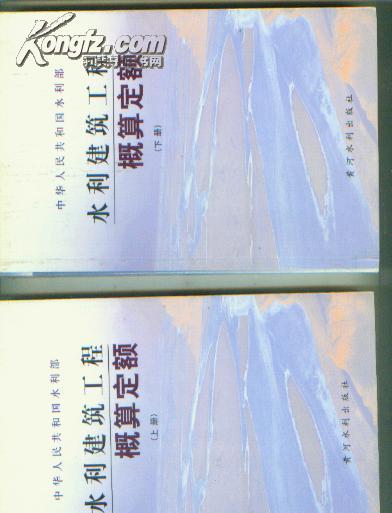 Kongfz.com
中华人民共和国水利部
水利建筑工程
概算定额
(下册)
黄河水利出版社
中华人民共和国水利部
水利建筑工程
概算定额
(上册)
黄河水利出版社